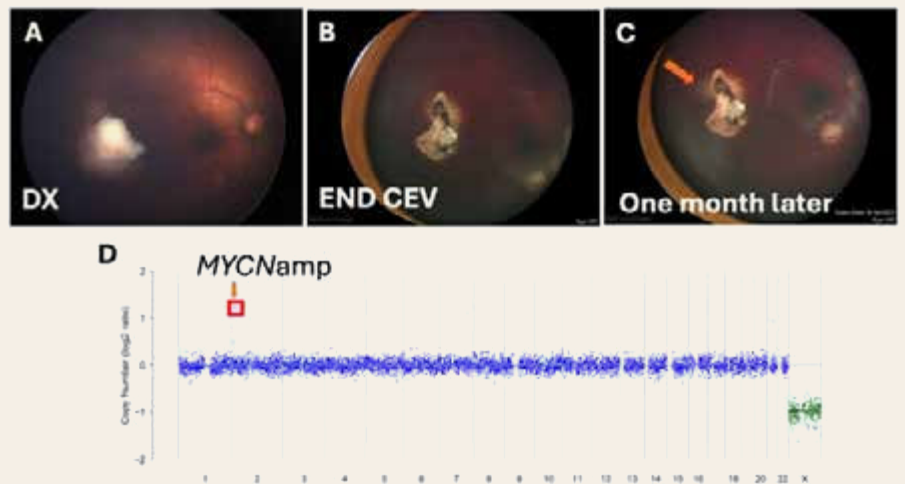 A
B
C
DX
END CEV
One month later
D
MYCNamp
Copy Number (log2 ratio)
2
1
0
-1
-2
1 2 3 4 5 6 7 8 9 10 11 12 13 14 15 16 18 20 22 X